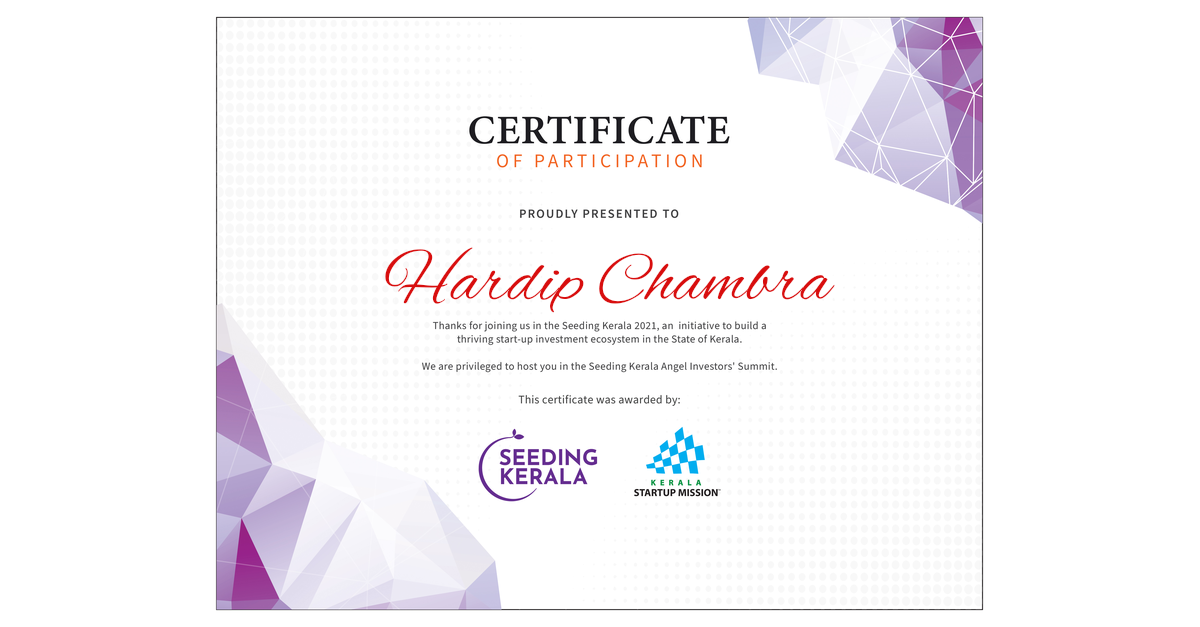 CERTIFICATE
OF PARTICIPATION
PROUDLY PRESENTED TO
Hardip Chambra
Thanks for joining us in the Seeding Kerala 2021, an initiative to build a
thriving start-up investment ecosystem in the State of Kerala.
We are privileged to host you in the Seeding Kerala Angel Investors' Summit.
This certificate was awarded by:
SEEDING
KERALA
KERALA
STARTUP MISSION